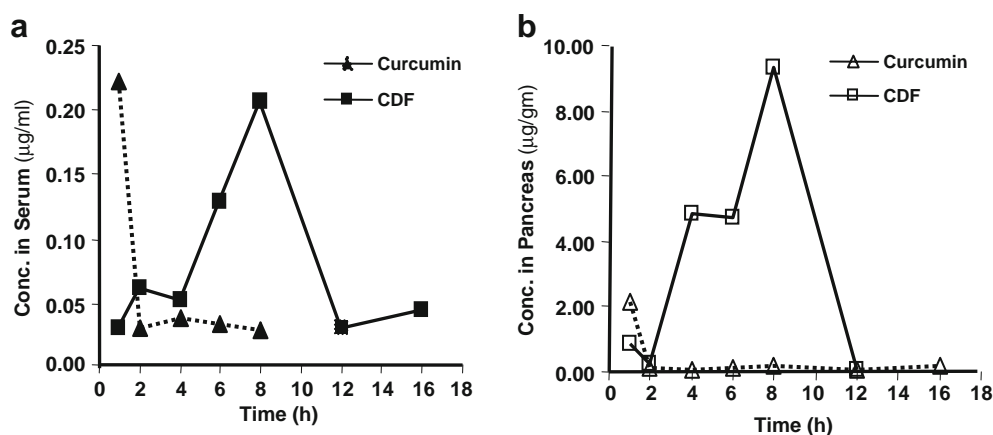 a
0.25
0.20
0.15
0.10
0.05
0.00
Conc. in Serum (μg/ml)
Curcumin
CDF
0 2 4 6 8 10 12 14 16 18
Time (h)
b
10.00
8.00
6.00
4.00
2.00
0.00
Conc. in Pancreas (μg/gm)
Curcumin
CDF
0 2 4 6 8 10 12 14 16 18
Time (h)